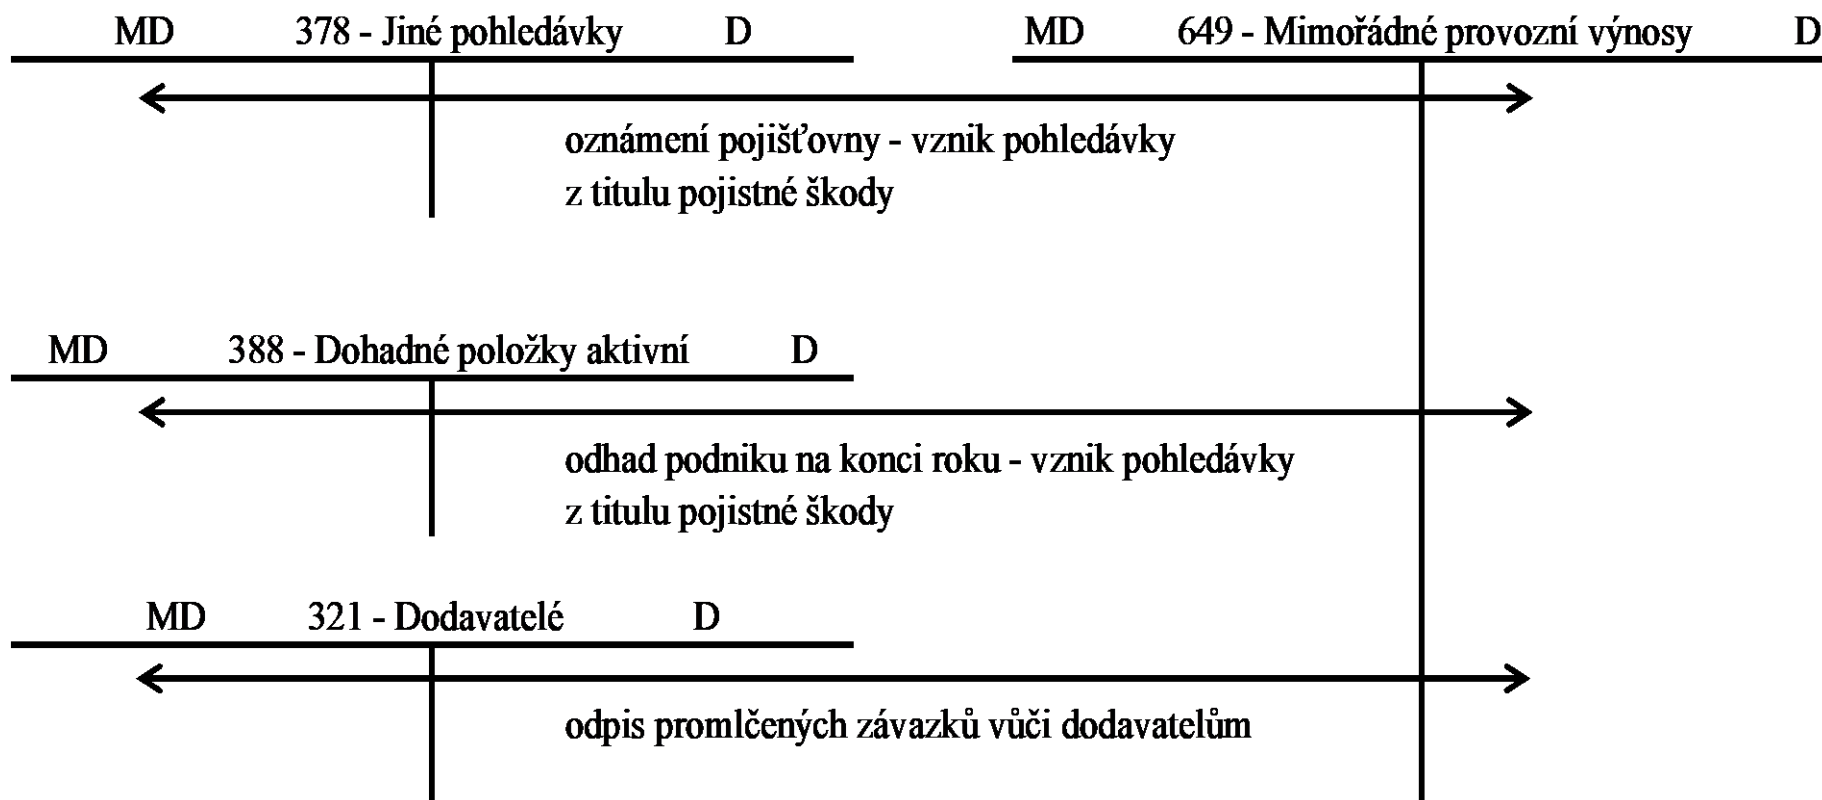 MD 378 - Jiné pohledávky D MD 649 - Mimořádné provozní výnosy D
oznámení pojišťovny - vznik pohledávky
z titulu pojistné škody
MD 388 - Dohadné položky aktivní D
odhad podniku na konci roku - vznik pohledávky
z titulu pojistné škody
MD 321 - Dodavatelé D
odpis promlčených závazků vůči dodavatelům